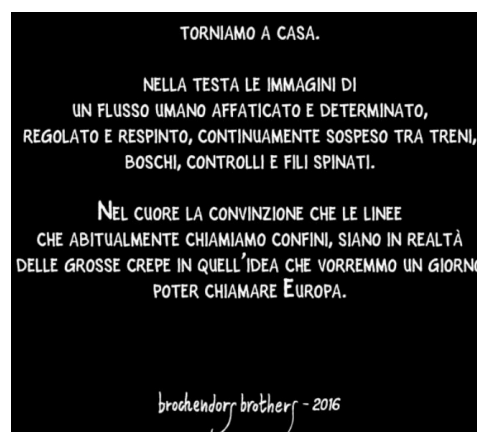 TORNIAMO A CASA.
NELLA TESTA LE IMMAGINI DI
UN FLUSSO UMANO AFFATICATO E DETERMINATO,
REGOLATO E RESPINTO, CONTINUAMENTE SOSPESO TRA TRENI,
BOSCHI, CONTROLLI E FILI SPINATI.
NEL CUORE LA CONVINZIONE CHE LE LINEE
CHE ABITUALMENTE CHIAMIAMO CONFINI, SIANO IN REALTÀ
DELLE GROSSE CREPE IN QUELL'IDEA CHE VORREMMO UN GIORNO
POTER CHIAMARE EUROPA.
brochendors brothers - 2016